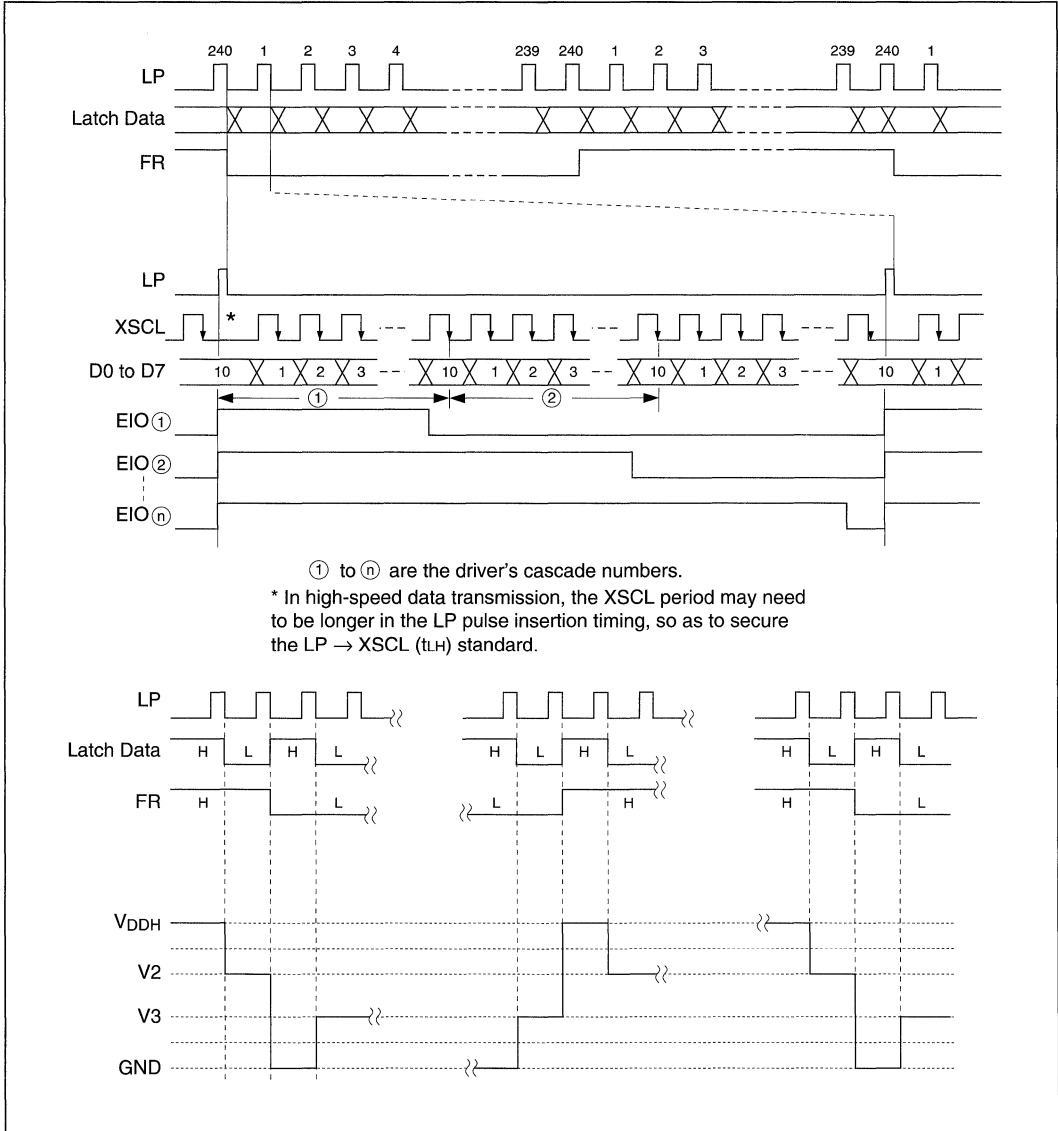 240 1 2 3 4 239 240 1 2 3 239 240 1
LP
Latch Data
FR
LP
XSCL *
D0 to D7 10 1 2 3 10 1 2 3 10 1 2 3 10 1
① ②
EIO①
EIO②
EIOⓝ
① to ⓝ are the driver's cascade numbers.
* In high-speed data transmission, the XSCL period may need
to be longer in the LP pulse insertion timing, so as to secure
the LP → XSCL (tLH) standard.
LP
Latch Data H L H L H L H L H L H L
FR H L L H H L
VDDH
V2
V3
GND